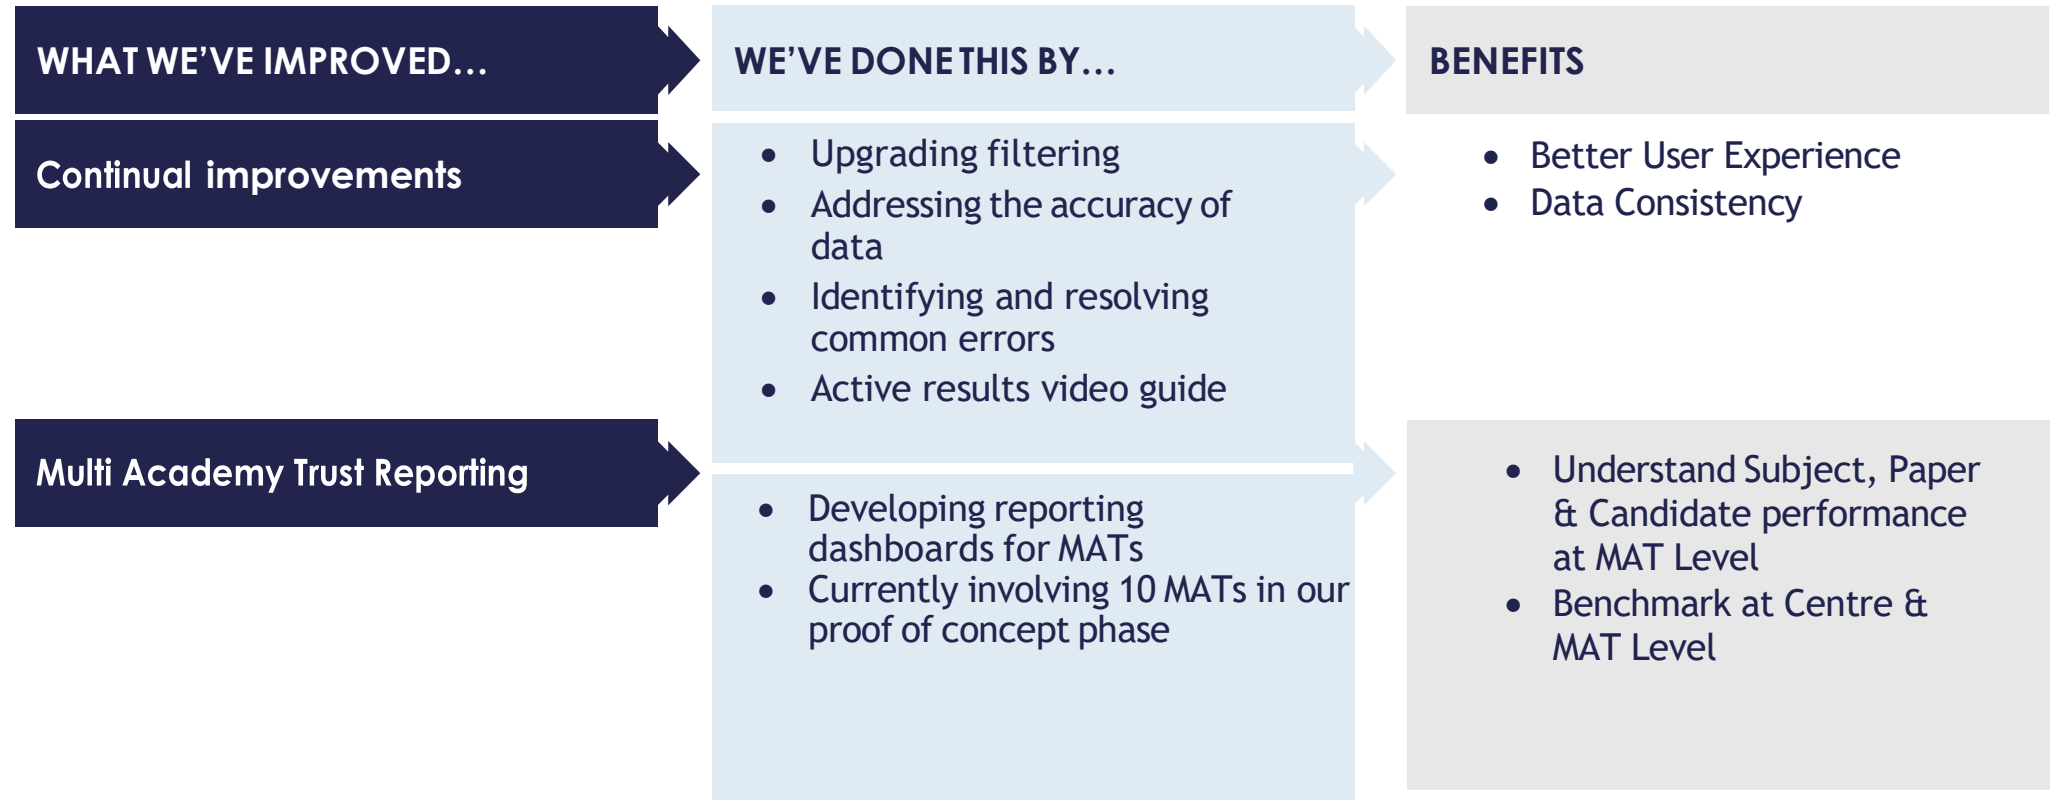 WHAT WE’VE IMPROVED…
WE’VE DONE THIS BY…
BENEFITS
Continual improvements
• Upgrading filtering
• Addressing the accuracy of
data
• Identifying and resolving
common errors
• Active results video guide
• Better User Experience
• Data Consistency
Multi Academy Trust Reporting
• Developing reporting
dashboards for MATs
• Currently involving 10 MATs in our
proof of concept phase
• Understand Subject, Paper
& Candidate performance
at MAT Level
• Benchmark at Centre &
MAT Level